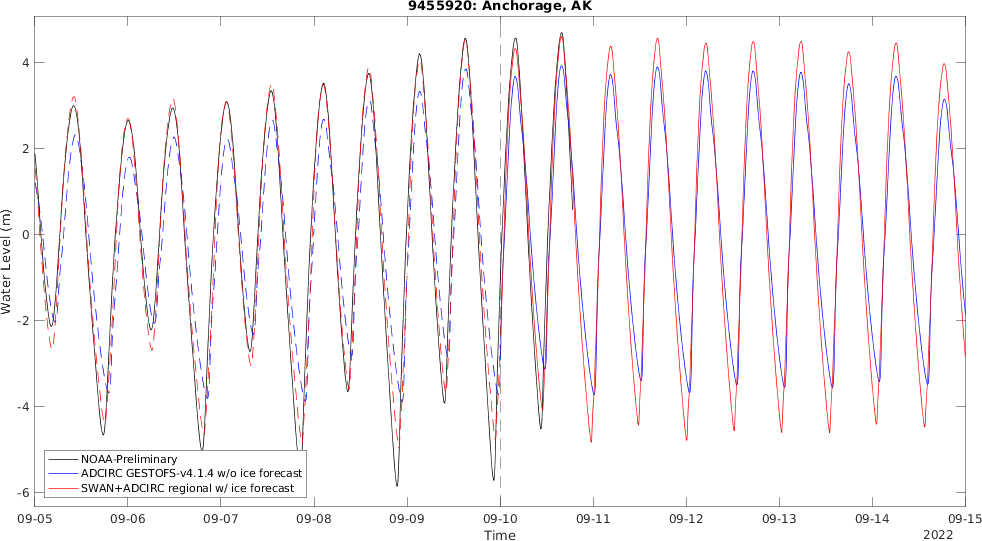 9455920: Anchorage, AK
Water Level (m)
4
2
0
-2
-4
-6
NOAA-Preliminary
ADCIRC GESTOFS-v4.1.4 w/o ice forecast
SWAN+ADCIRC regional w/ ice forecast
09-05 09-06 09-07 09-08 09-09 09-10 09-11 09-12 09-13 09-14 09-15
Time
2022